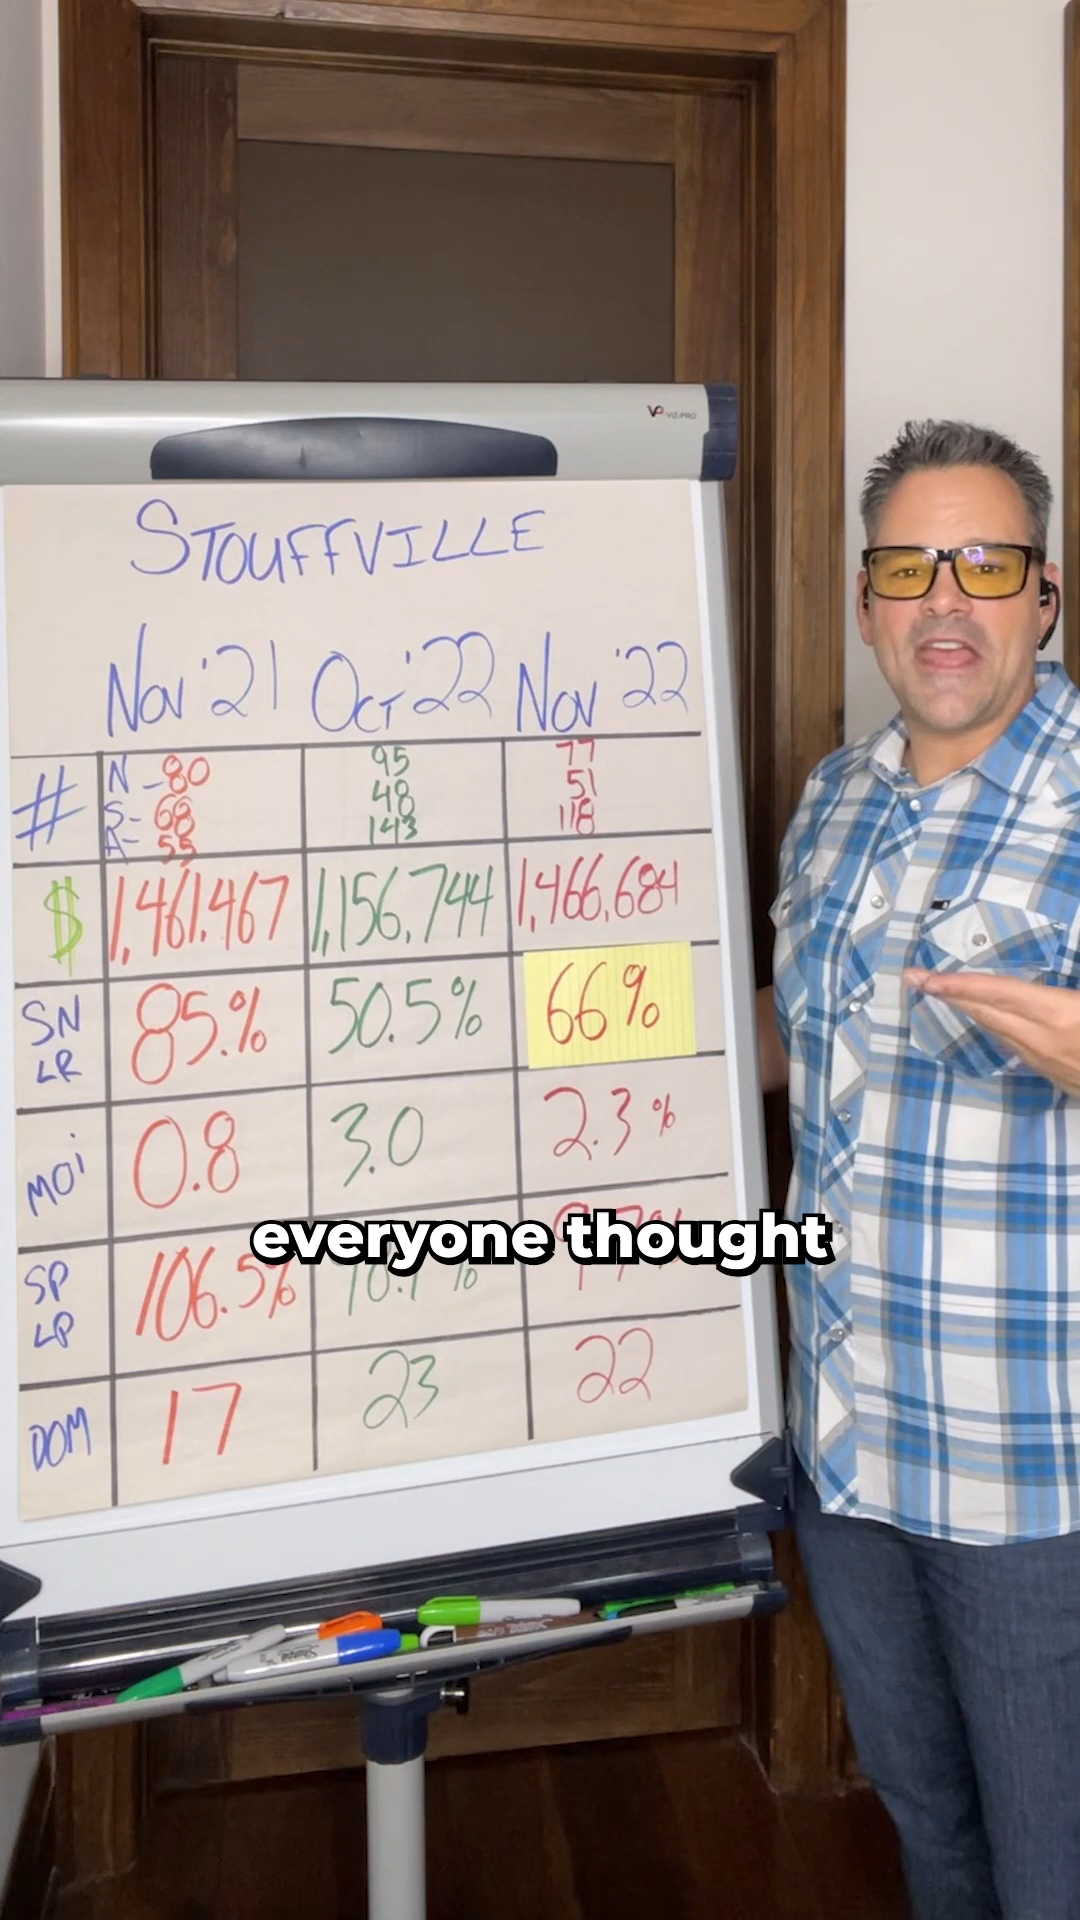 VP VIZ-PRO
STOUFFVILLE
Nov '21 Oct '22 Nov '22
# N - 80 95 77
S - 68 48 51
A - 55 143 118
$ 1,461,467 1,156,744 1,466,684
SN LR 85.% 50.5% 66%
MOi 0.8 3.0 2.3%
everyone thought
SP LP 106.5%
DOM 17 23 22